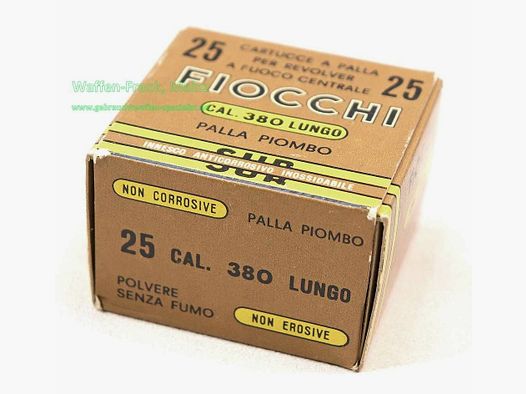 25 CARTUCCE A PALLA 25
PER REVOLVER
A FUOCO CENTRALE
FIOCCHI
CAL. 380 LUNGO
PALLA PIOMBO
INNESCO ANTICORROSIVO INOSSIDABILE
NON CORROSIVE
PALLA PIOMBO
25 CAL. 380 LUNGO
POLVERE
SENZA FUMO
NON EROSIVE